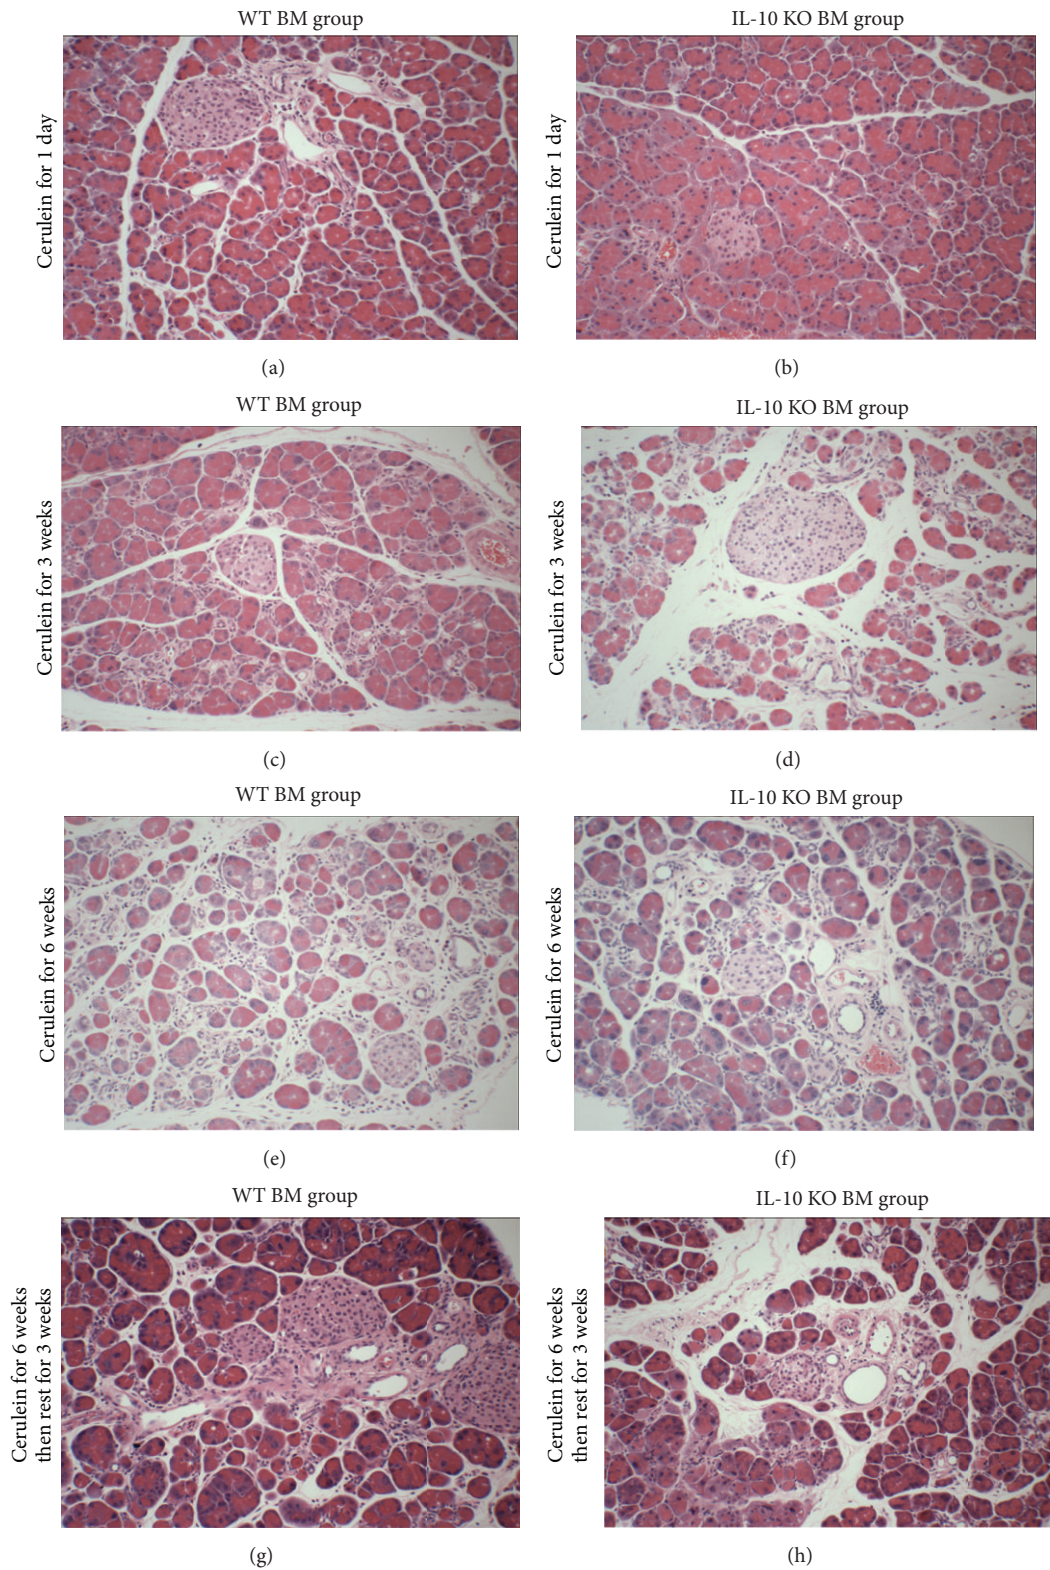 WT BM group
IL-10 KO BM group
Cerulein for 1 day
Cerulein for 1 day
(a)
(b)
WT BM group
IL-10 KO BM group
Cerulein for 3 weeks
Cerulein for 3 weeks
(c)
(d)
WT BM group
IL-10 KO BM group
Cerulein for 6 weeks
Cerulein for 6 weeks
(e)
(f)
WT BM group
IL-10 KO BM group
Cerulein for 6 weeks
then rest for 3 weeks
Cerulein for 6 weeks
then rest for 3 weeks
(g)
(h)